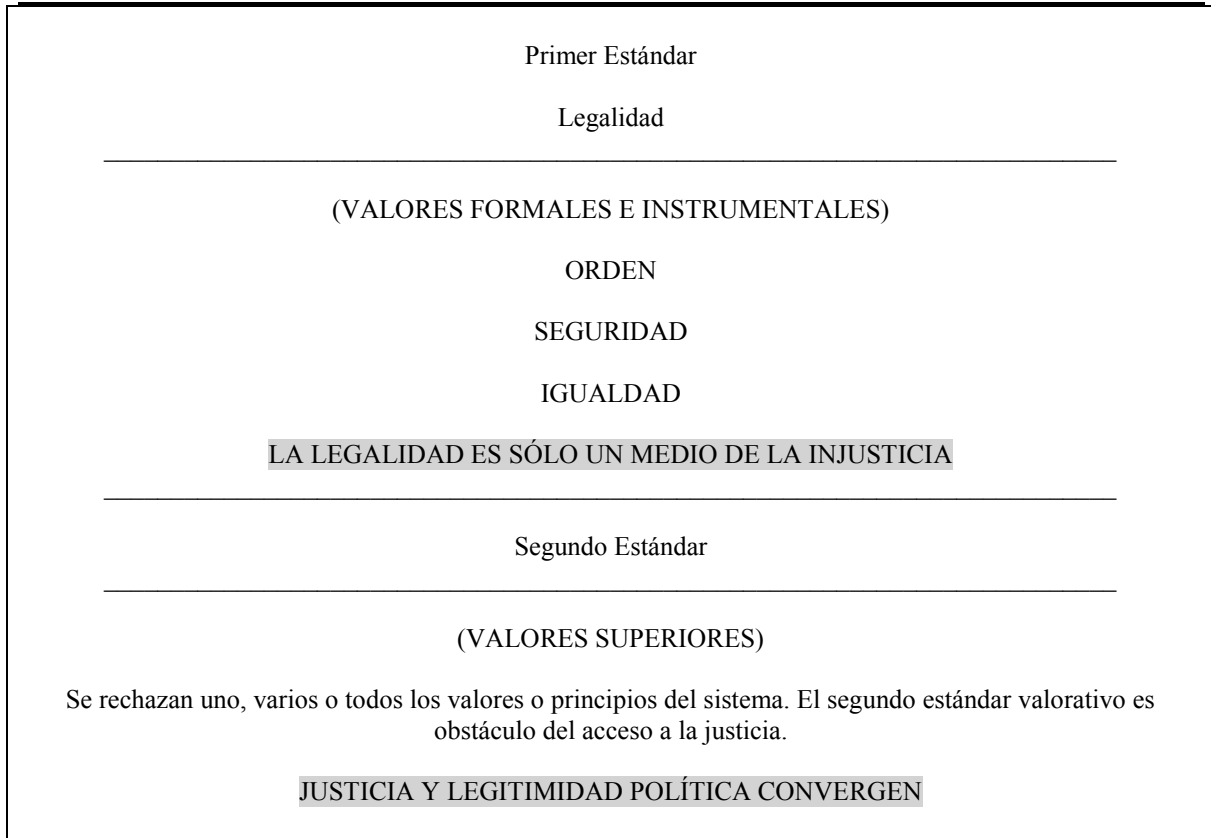 Primer Estándar
Legalidad
(VALORES FORMALES E INSTRUMENTALES)
ORDEN
SEGURIDAD
IGUALDAD
LA LEGALIDAD ES SÓLO UN MEDIO DE LA INJUSTICIA
Segundo Estándar
(VALORES SUPERIORES)
Se rechazan uno, varios o todos los valores o principios del sistema. El segundo estándar valorativo es
obstáculo del acceso a la justicia.
JUSTICIA Y LEGITIMIDAD POLÍTICA CONVERGEN